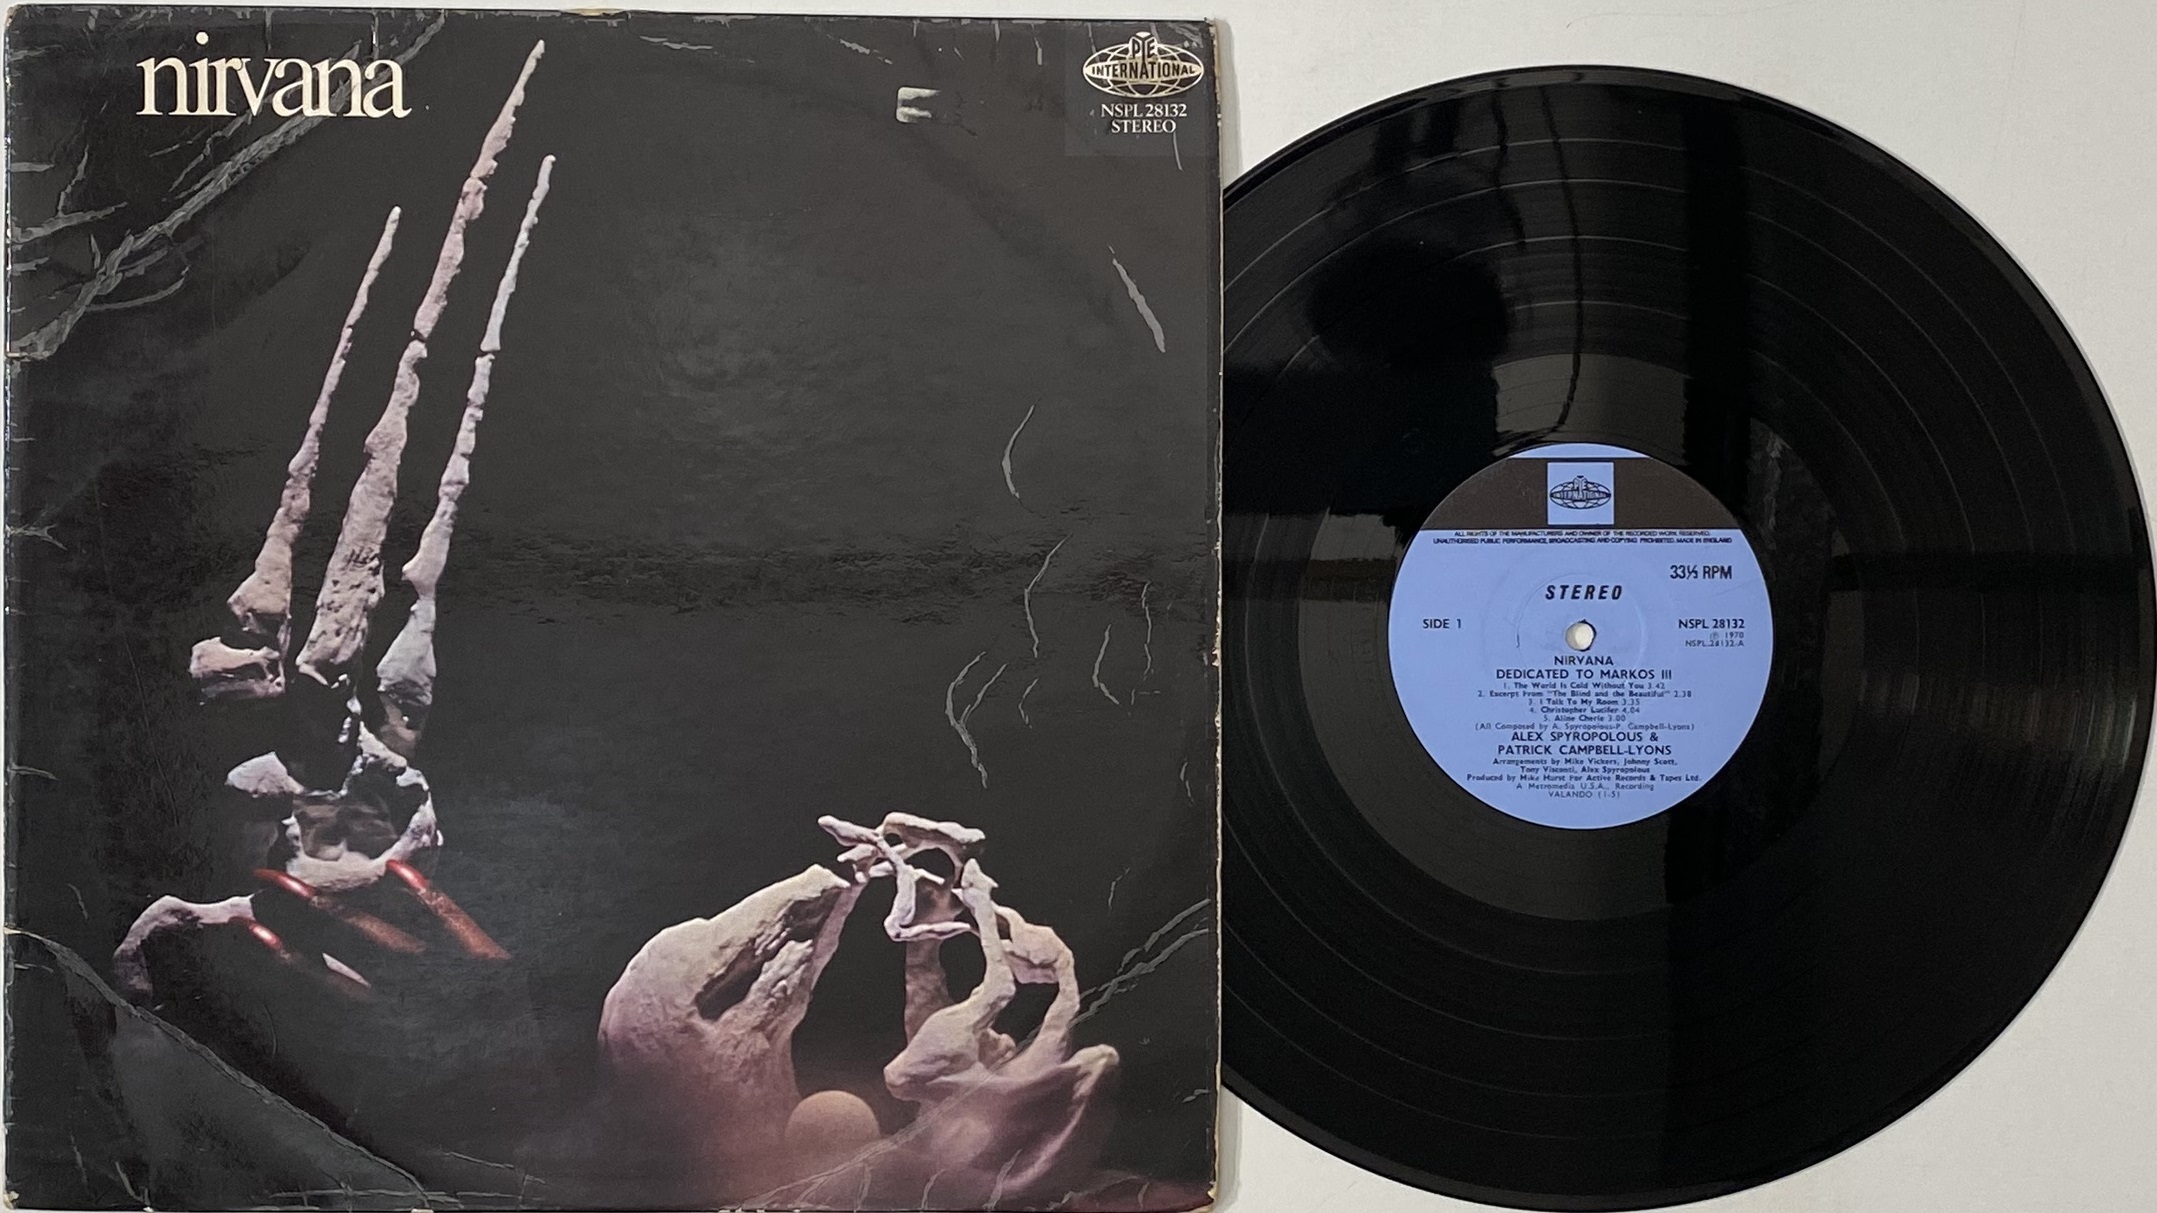 nirvana
PYE
INTERNATIONAL
NSPL 28132
STEREO
PYE
INTERNATIONAL
ALL RIGHTS OF THE MANUFACTURERS AND OWNER OF THE RECORDED WORK RESERVED.
UNAUTHORISED PUBLIC PERFORMANCE, BROADCASTING AND COPYING PROHIBITED. MADE IN ENGLAND
33⅓ RPM
STEREO
SIDE 1
NSPL 28132
℗ 1970
NSPL.28132.A
NIRVANA
DEDICATED TO MARKOS III
1. The World Is Cold Without You 3.42
2. Excerpt From "The Blind and the Beautiful" 2.38
3. I Talk To My Room 3.35
4. Christopher Lucifer 4.04
5. Aline Cherie 3.00
(All Composed by A. Spyropolous-P. Campbell-Lyons)
ALEX SPYROPOLOUS &
PATRICK CAMPBELL-LYONS
Arrangements by Mike Vickers, Johnny Scott,
Tony Visconti, Alex Spyropolous
Produced by Mike Hurst For Active Records & Tapes Ltd.
A Metromedia U.S.A., Recording
VALANDO (1-5)